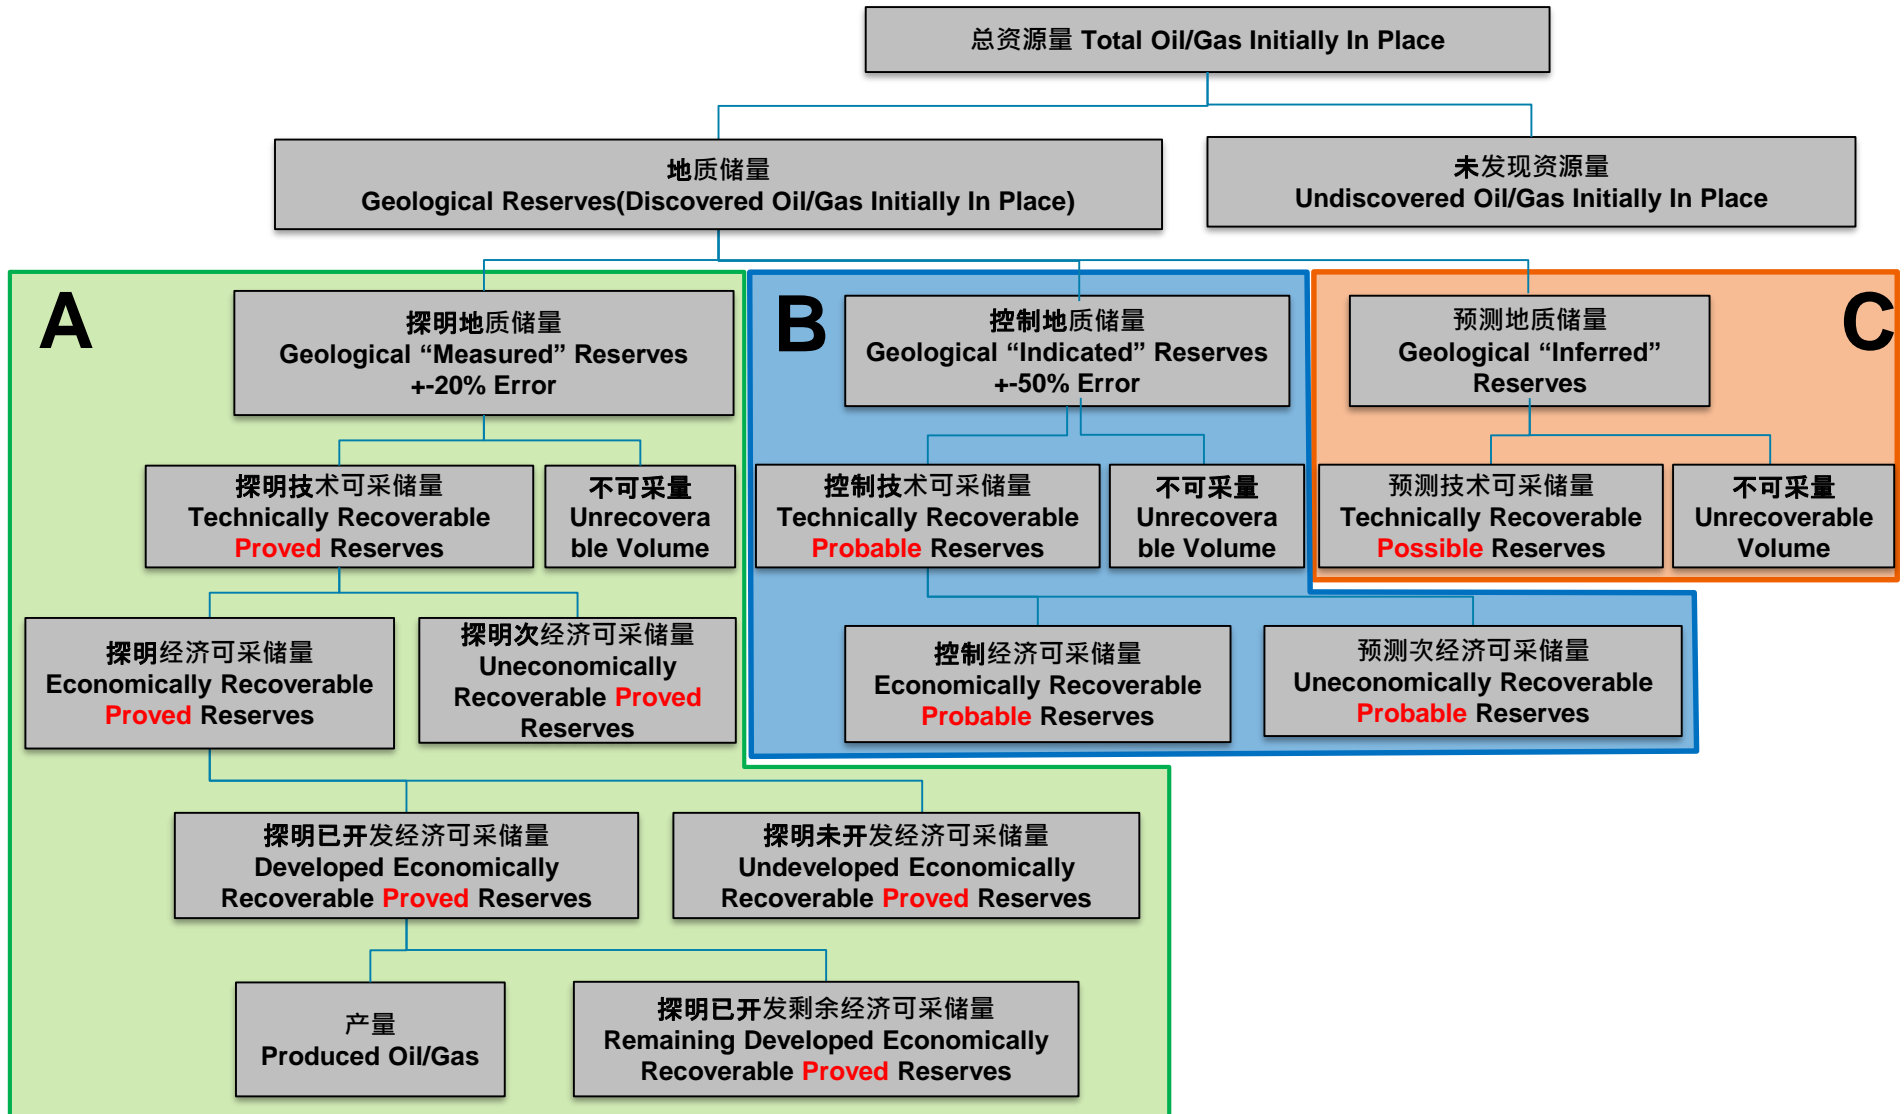 总资源量 Total Oil/Gas Initially In Place
地质储量
Geological Reserves(Discovered Oil/Gas Initially In Place)
未发现资源量
Undiscovered Oil/Gas Initially In Place
A
探明地质储量
Geological “Measured” Reserves
+-20% Error
B
控制地质储量
Geological “Indicated” Reserves
+-50% Error
预测地质储量
Geological “Inferred”
Reserves
C
探明技术可采储量
Technically Recoverable
Proved Reserves
不可采量
Unrecovera
ble Volume
控制技术可采储量
Technically Recoverable
Probable Reserves
不可采量
Unrecovera
ble Volume
预测技术可采储量
Technically Recoverable
Possible Reserves
不可采量
Unrecoverable
Volume
探明经济可采储量
Economically Recoverable
Proved Reserves
探明次经济可采储量
Uneconomically
Recoverable Proved
Reserves
控制经济可采储量
Economically Recoverable
Probable Reserves
预测次经济可采储量
Uneconomically Recoverable
Probable Reserves
探明已开发经济可采储量
Developed Economically
Recoverable Proved Reserves
探明未开发经济可采储量
Undeveloped Economically
Recoverable Proved Reserves
产量
Produced Oil/Gas
探明已开发剩余经济可采储量
Remaining Developed Economically
Recoverable Proved Reserves